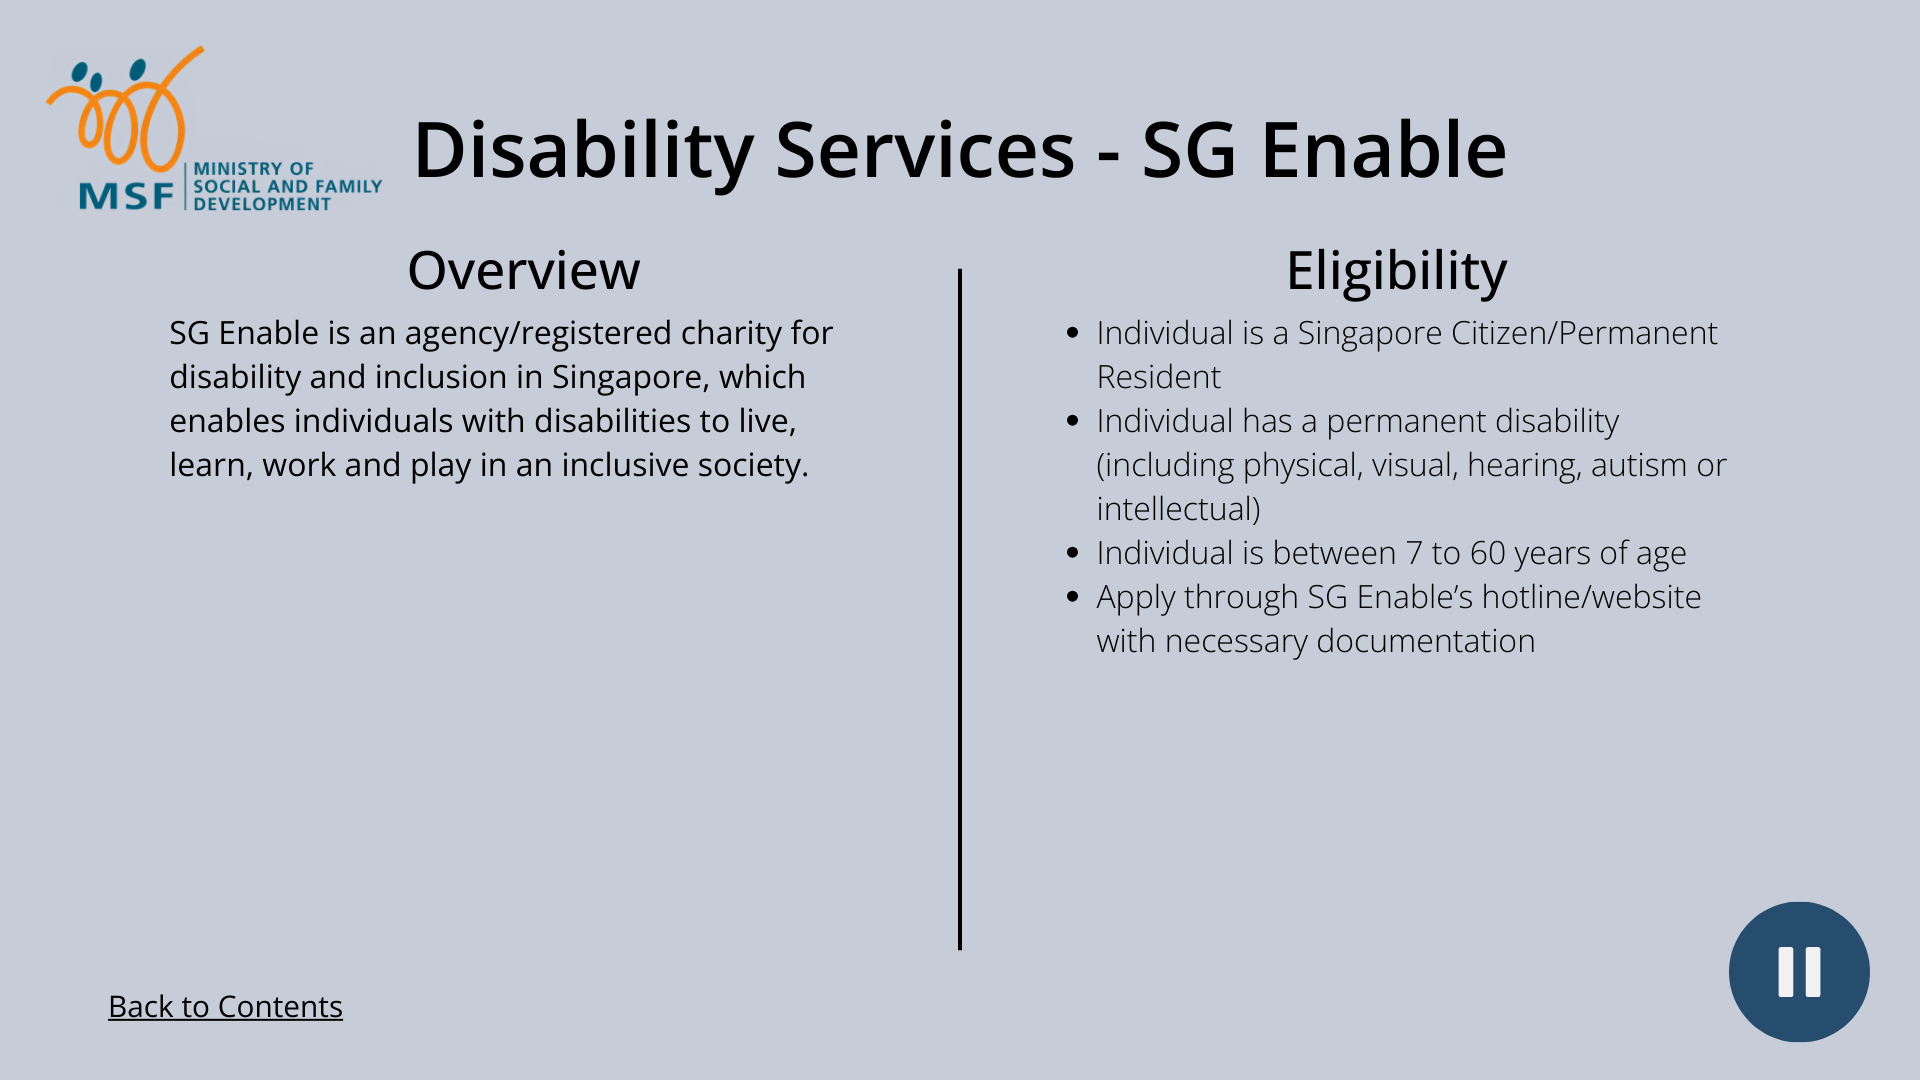 MSF
MINISTRY OF
SOCIAL AND FAMILY
DEVELOPMENT
Disability Services - SG Enable
Overview
SG Enable is an agency/registered charity for
disability and inclusion in Singapore, which
enables individuals with disabilities to live,
learn, work and play in an inclusive society.
Eligibility
• Individual is a Singapore Citizen/Permanent
Resident
• Individual has a permanent disability
(including physical, visual, hearing, autism or
intellectual)
• Individual is between 7 to 60 years of age
• Apply through SG Enable’s hotline/website
with necessary documentation
Back to Contents